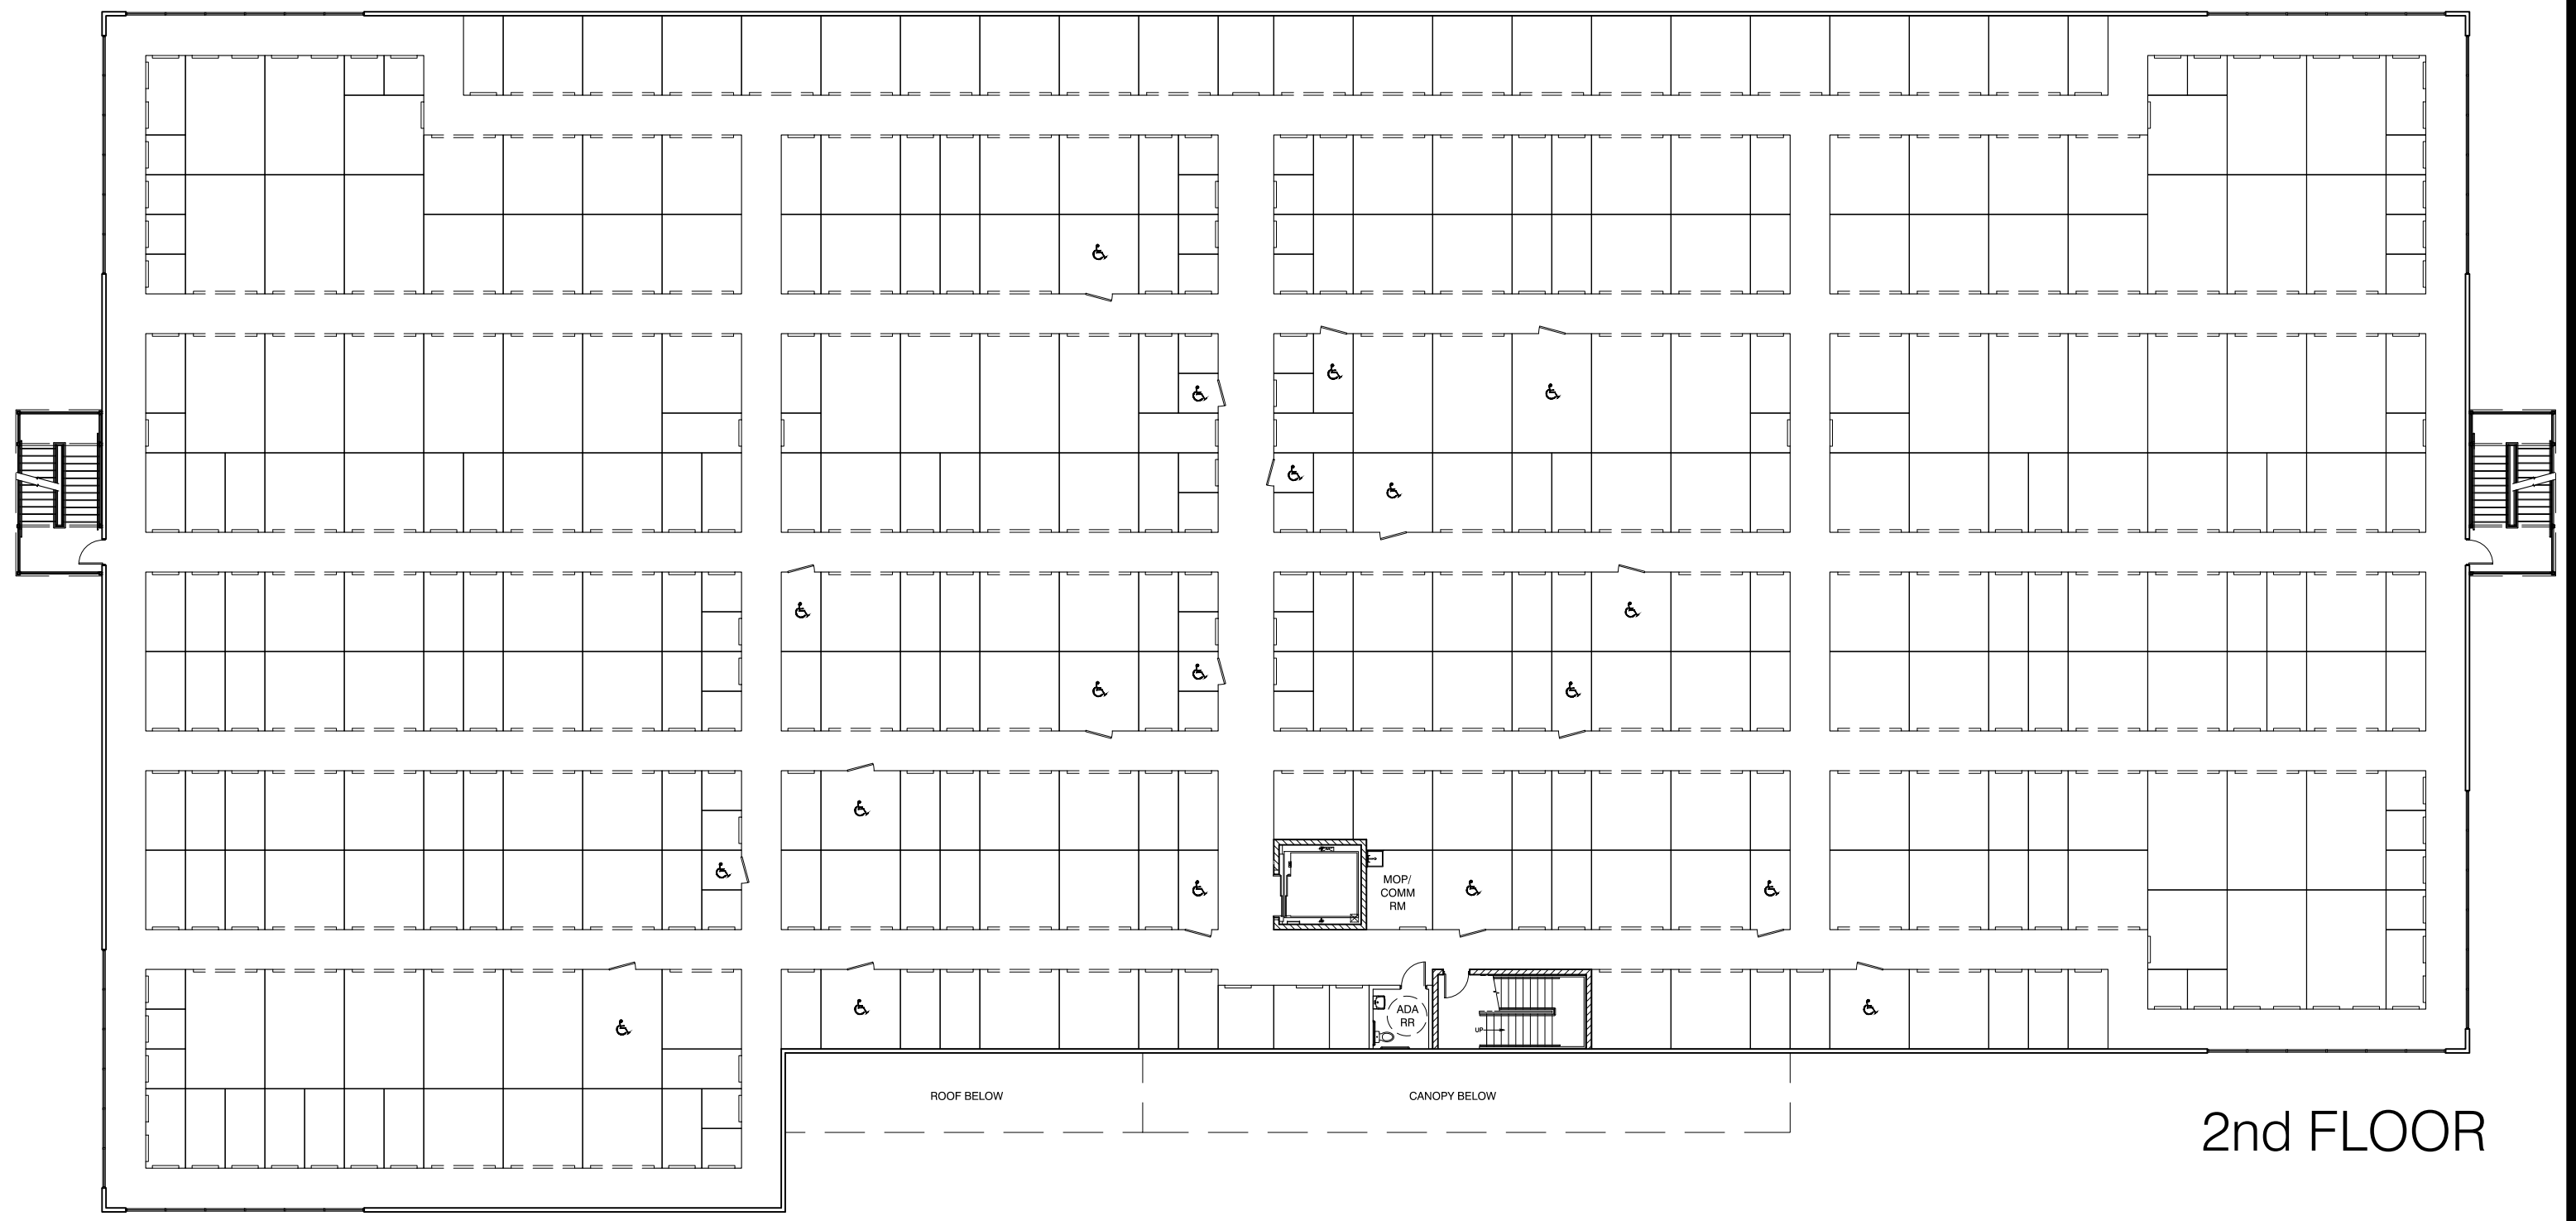 MOP/
COMM
RM
ADA
RR
UP
ROOF BELOW
CANOPY BELOW
2nd FLOOR